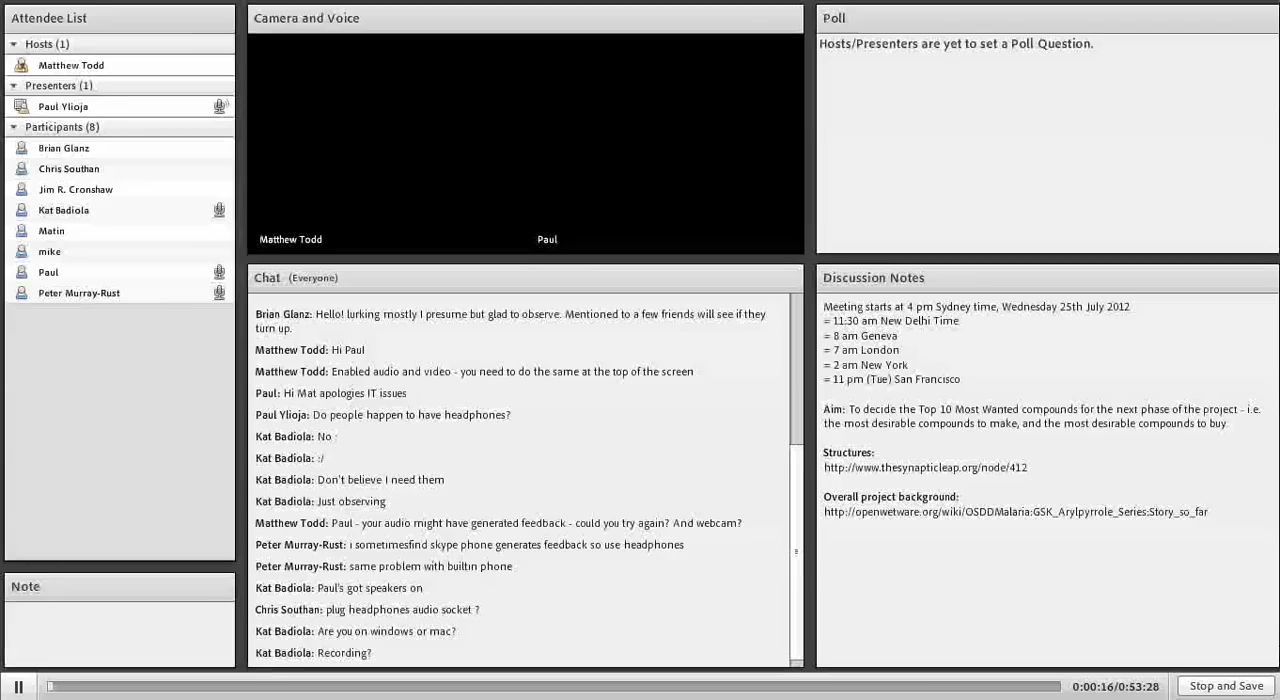 Attendee List
Hosts (1)
Matthew Todd
Presenters (1)
Paul Ylioja
Participants (8)
Brian Glanz
Chris Southan
Jim R. Cronshaw
Kat Badiola
Matin
mike
Paul
Peter Murray-Rust
Note
Camera and Voice
Matthew Todd
Paul
Chat (Everyone)
Brian Glanz: Hello! lurking mostly I presume but glad to observe. Mentioned to a few friends will see if they
turn up.
Matthew Todd: Hi Paul
Matthew Todd: Enabled audio and video - you need to do the same at the top of the screen
Paul: Hi Mat apologies IT issues
Paul Ylioja: Do people happen to have headphones?
Kat Badiola: No :
Kat Badiola: :/
Kat Badiola: Don't believe I need them
Kat Badiola: Just observing
Matthew Todd: Paul - your audio might have generated feedback - could you try again? And webcam?
Peter Murray-Rust: i sometimesfind skype phone generates feedback so use headphones
Peter Murray-Rust: same problem with builtin phone
Kat Badiola: Paul's got speakers on
Chris Southan: plug headphones audio socket ?
Kat Badiola: Are you on windows or mac?
Kat Badiola: Recording?
Poll
Hosts/Presenters are yet to set a Poll Question.
Discussion Notes
Meeting starts at 4 pm Sydney time, Wednesday 25th July 2012
= 11:30 am New Delhi Time
= 8 am Geneva
= 7 am London
= 2 am New York
= 11 pm (Tue) San Francisco
Aim: To decide the Top 10 Most Wanted compounds for the next phase of the project - i.e.
the most desirable compounds to make, and the most desirable compounds to buy.
Structures:
http://www.thesynapticleap.org/node/412
Overall project background:
http://openwetware.org/wiki/OSDDMalaria:GSK_Arylpyrrole_Series:Story_so_far
0:00:16/0:53:28
Stop and Save